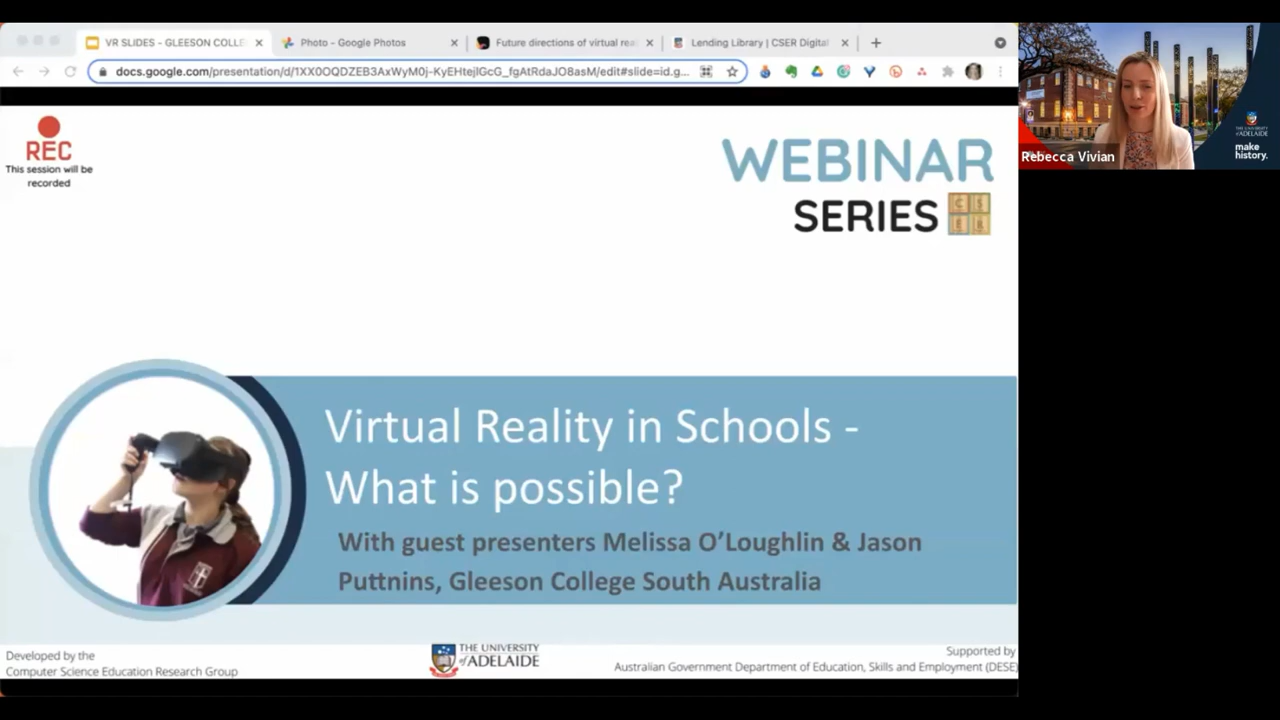 VR SLIDES - GLEESON COLLE
Photo - Google Photos
Future directions of virtual rea
Lending Library | CSER Digital
docs.google.com/presentation/d/1XX0OQDZEB3AxWyM0j-KyEHtejlGcG_fgAtRdaJO8asM/edit#slide=id.g...
REC
This session will be
recorded
WEBINAR
SERIES
C S
E R
Virtual Reality in Schools -
What is possible?
With guest presenters Melissa O’Loughlin & Jason
Puttnins, Gleeson College South Australia
Developed by the
Computer Science Education Research Group
THE UNIVERSITY
of ADELAIDE
Supported by
Australian Government Department of Education, Skills and Employment (DESE)
Rebecca Vivian
THE UNIVERSITY
of ADELAIDE
make
history.